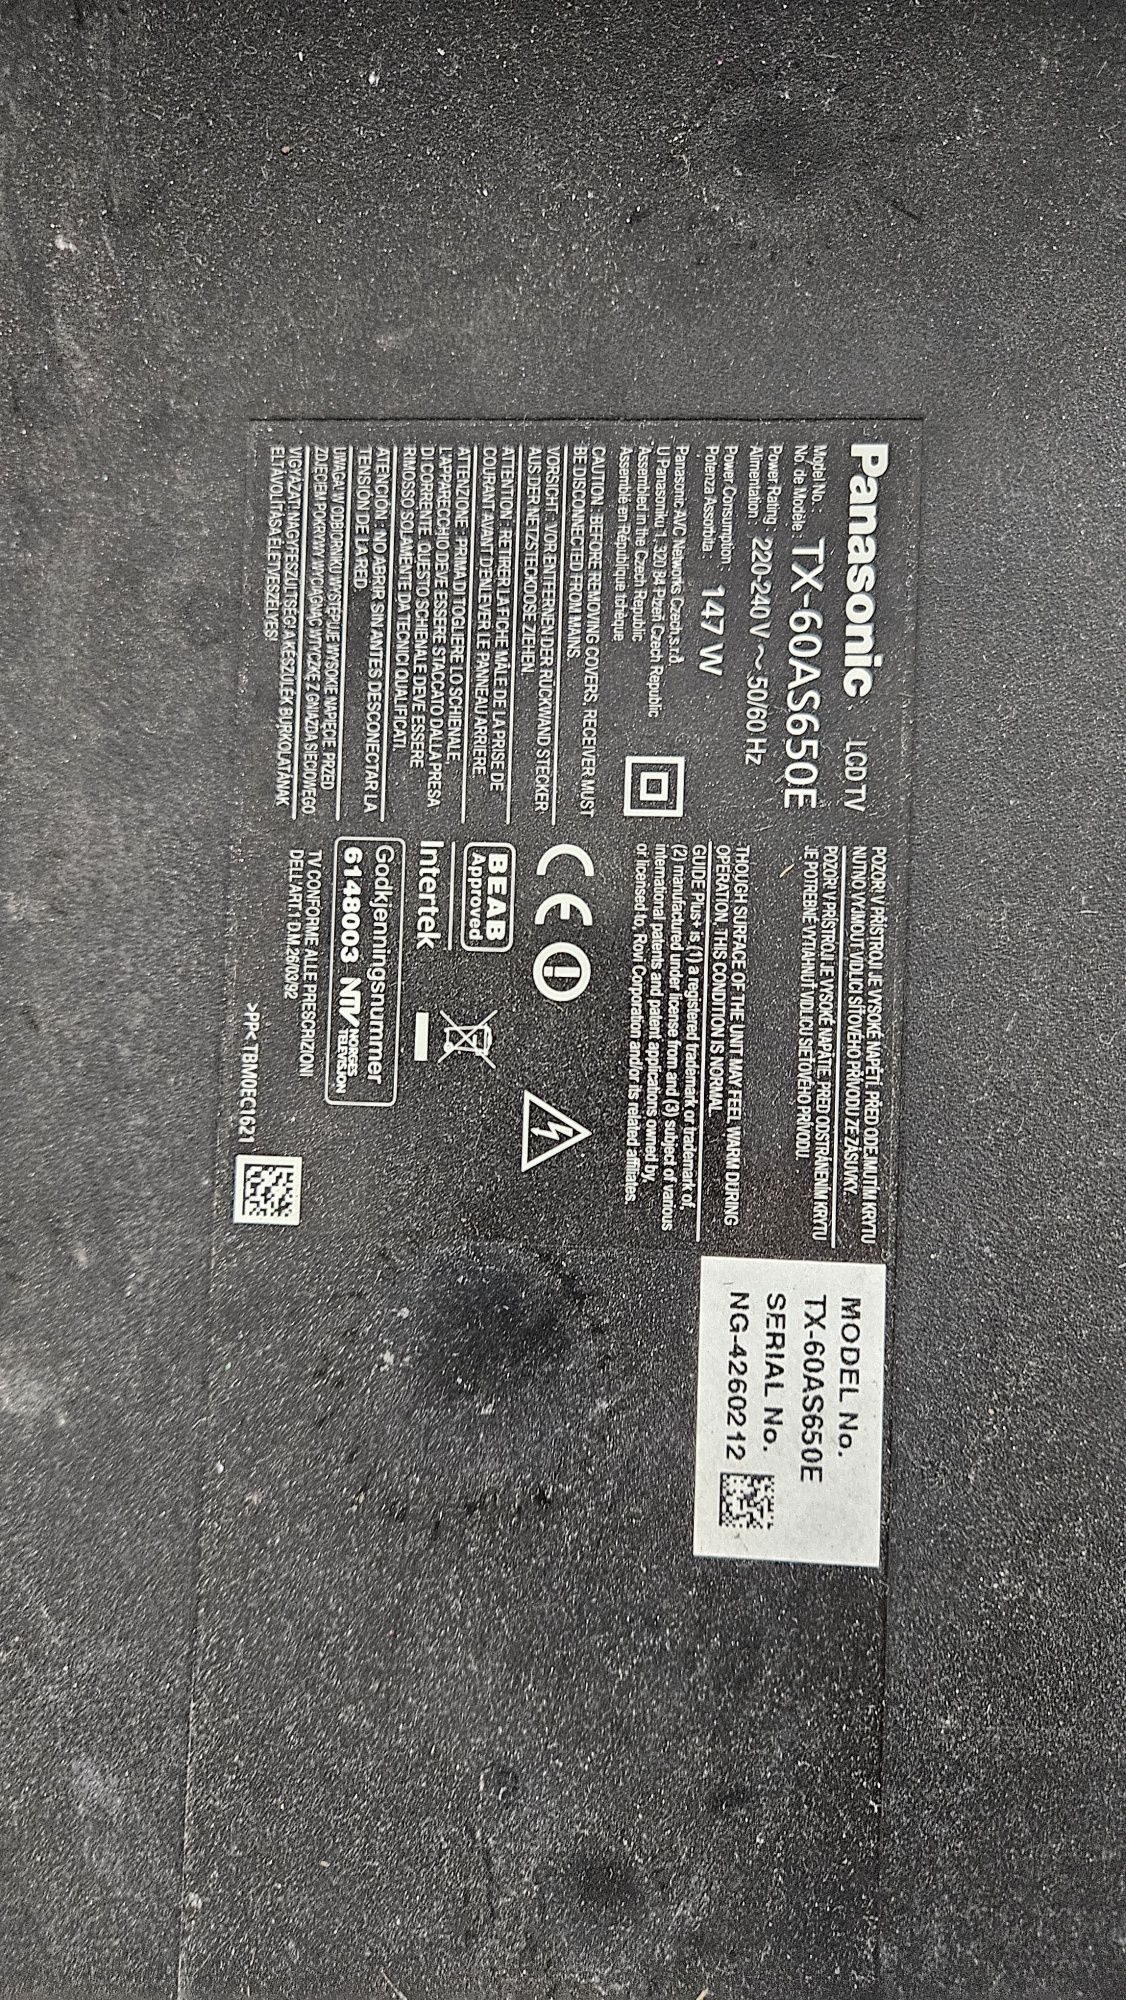 Panasonic LCD TV
Model No. :
No. de Modèle : TX-60AS650E
Power Rating :
Alimentation : 220-240 V ~ 50/60 Hz
Power Consumption :
Potenza Assorbita : 147 W
Panasonic AVC Networks Czech, s.r.o.
U Panasoniku 1, 320 84 Plzeň Czech Republic
Assembled in the Czech Republic
Assemblé en République tchèque
CAUTION : BEFORE REMOVING COVERS, RECEIVER MUST
BE DISCONNECTED FROM MAINS.
VORSICHT : VOR ENTFERNEN DER RÜCKWAND STECKER
AUS DER NETZSTECKDOSE ZIEHEN.
ATTENTION : RETIRER LA FICHE MÂLE DE LA PRISE DE
COURANT AVANT D'ENLEVER LE PANNEAU ARRIERE.
ATTENZIONE : PRIMA DI TOGLIERE LO SCHIENALE,
L'APPARECCHIO DEVE ESSERE STACCATO DALLA PRESA
DI CORRENTE. QUESTO SCHIENALE DEVE ESSERE
RIMOSSO SOLAMENTE DA TECNICI QUALIFICATI.
ATENCIÓN : NO ABRIR SIN ANTES DESCONECTAR LA
TENSIÓN DE LA RED.
UWAGA! W ODBIORNIKU WYSTĘPUJE WYSOKIE NAPIĘCIE. PRZED
ZDJĘCIEM POKRYWY WYCIĄGNIJ WTYCZKĘ Z GNIAZDA SIECIOWEGO.
VIGYÁZAT! NAGYFESZÜLTSÉG! A KÉSZÜLÉK BURKOLATÁNAK
ELTÁVOLÍTÁSA ÉLETVESZÉLYES!
POZOR! V PŘÍSTROJI JE VYSOKÉ NAPĚTÍ. PŘED ODEJMUTÍM KRYTU
NUTNO VYJMOUT VIDLICI SÍŤOVÉHO PŘÍVODU ZE ZÁSUVKY.
POZOR! V PRÍSTROJI JE VYSOKÉ NAPÄTIE. PRED ODSTRÁNENÍM KRYTU
JE POTREBNÉ VYTIAHNUŤ VIDLICU SIEŤOVÉHO PRÍVODU.
THOUGH SURFACE OF THE UNIT MAY FEEL WARM DURING
OPERATION, THIS CONDITION IS NORMAL.
GUIDE Plus+ is, (1) a registered trademark or trademark of,
(2) manufactured under license from and (3) subject of various
international patents and patent applications owned by,
or licensed to, Rovi Corporation and/or its related affiliates.
CE
BEAB
Approved
Intertek
Godkjenningsnummer
6148003 NTV NORGES
TELEVISJON
TV CONFORME ALLE PRESCRIZIONI
DELL'ART.1 D.M.26/03/92
>PP< TBM0EC1621
MODEL No.
TX-60AS650E
SERIAL No.
NG-4260212